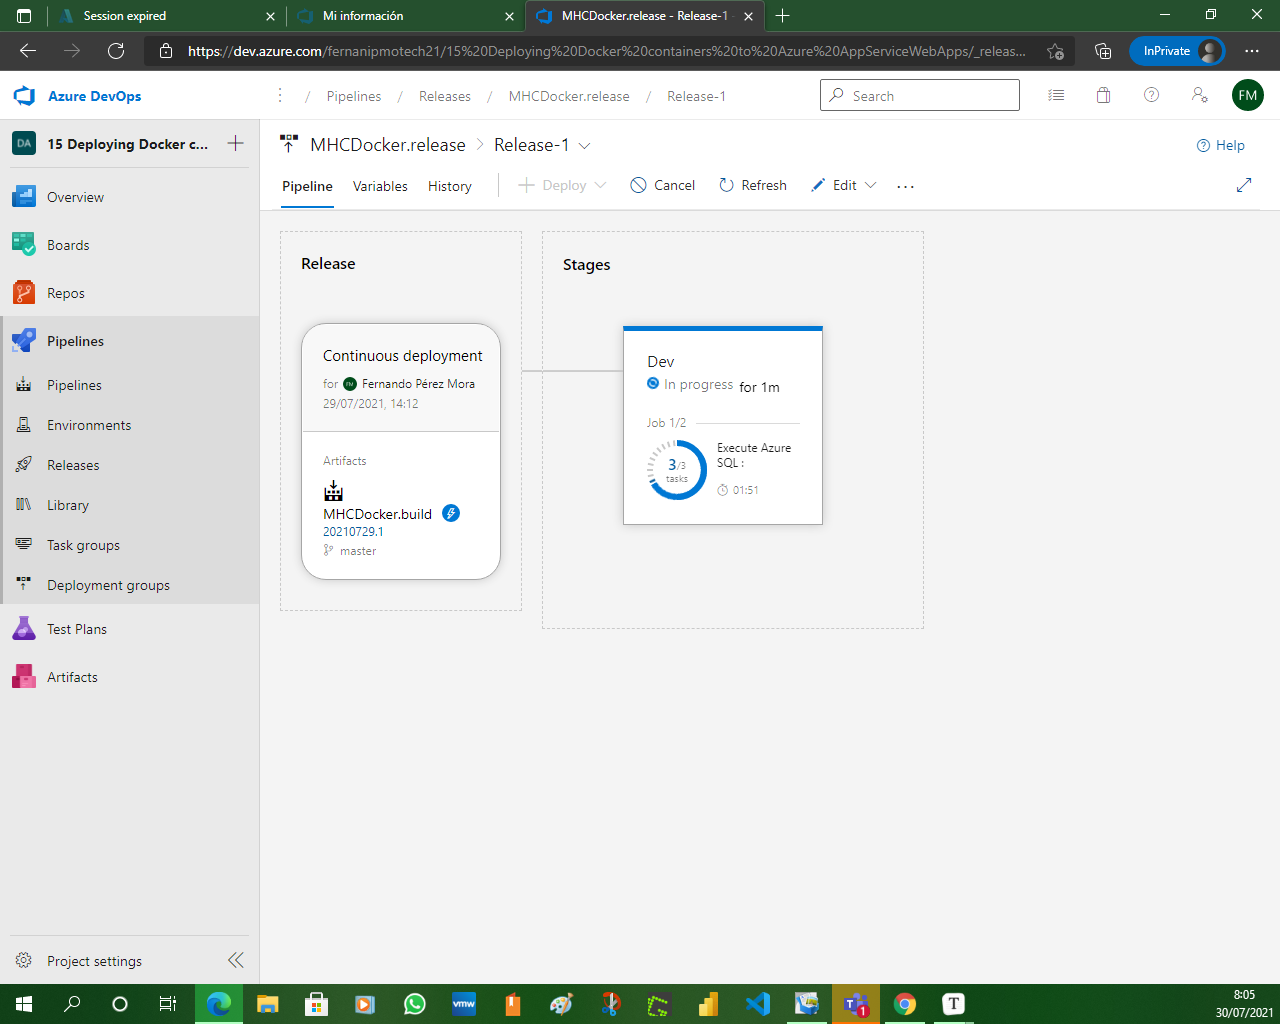 Session expired
Mi información
MHCDocker.release - Release-1 -
https://dev.azure.com/fernanipmotech21/15%20Deploying%20Docker%20containers%20to%20Azure%20AppServiceWebApps/_releas...
InPrivate
Azure DevOps
/ Pipelines / Releases / MHCDocker.release / Release-1
Search
FM
DA
15 Deploying Docker c...
MHCDocker.release
Release-1
Help
Pipeline
Variables
History
Deploy
Cancel
Refresh
Edit
...
Overview
Boards
Repos
Pipelines
Pipelines
Environments
Releases
Library
Task groups
Deployment groups
Test Plans
Artifacts
Project settings
Release
Continuous deployment
for FM Fernando Pérez Mora
29/07/2021, 14:12
Artifacts
MHCDocker.build
20210729.1
master
Stages
Dev
In progress for 1m
Job 1/2
3/3
tasks
Execute Azure
SQL :
01:51
vmw
1
T
8:05
30/07/2021